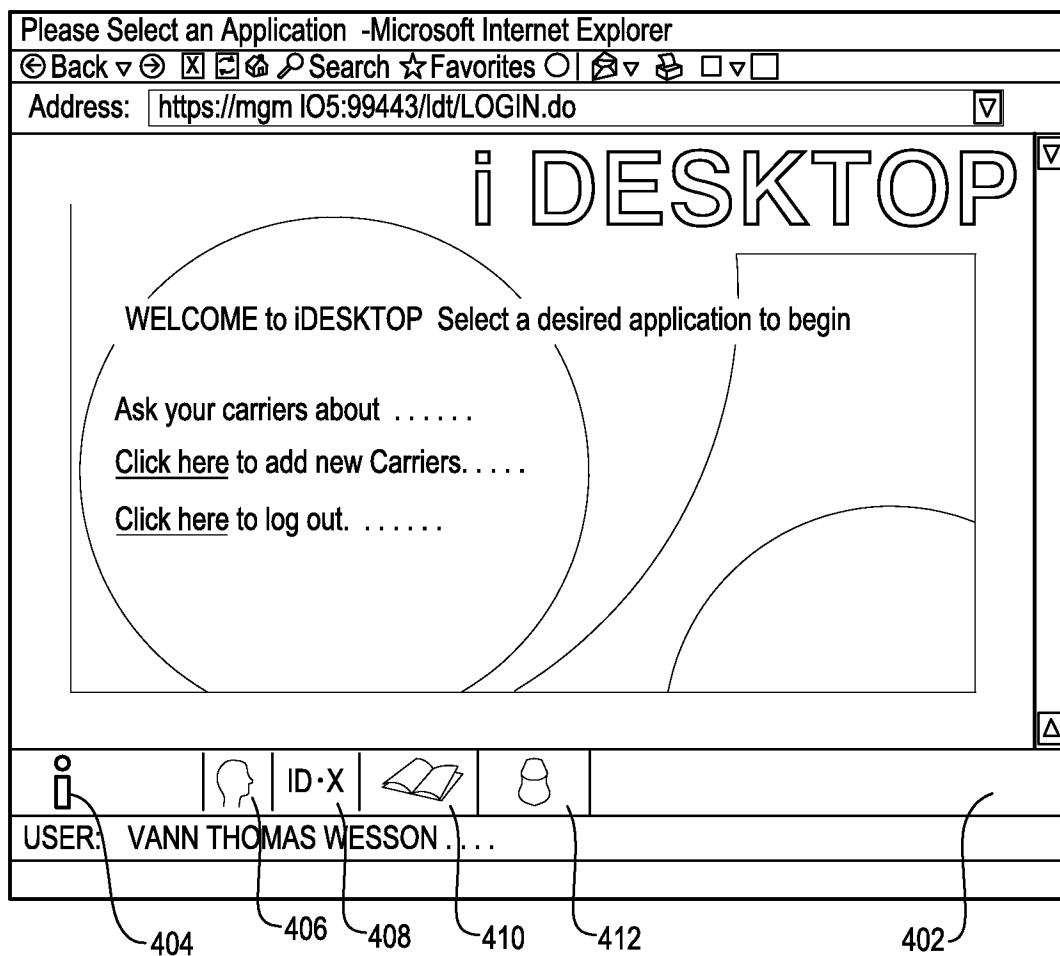 Please Select an Application -Microsoft Internet Explorer
Back Search Favorites
Address: https://mgm IO5:99443/ldt/LOGIN.do
i DESKTOP
WELCOME to iDESKTOP Select a desired application to begin
Ask your carriers about . . . . . .
Click here to add new Carriers. . . . .
Click here to log out. . . . . . .
i ID·X
USER: VANN THOMAS WESSON . . . .
404 406 408 410 412 402